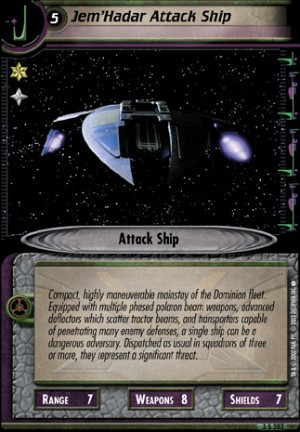 5 Jem'Hadar Attack Ship
Attack Ship
Compact, highly maneuverable mainstay of the Dominion fleet.
Equipped with multiple phased polaron beam weapons, advanced
deflectors which scatter tractor beams, and transporters capable
of penetrating many enemy defenses, a single ship can be a
dangerous adversary. Dispatched as usual in squadrons of three
or more, they represent a significant threat.
RANGE 7 WEAPONS 8 SHIELDS 7